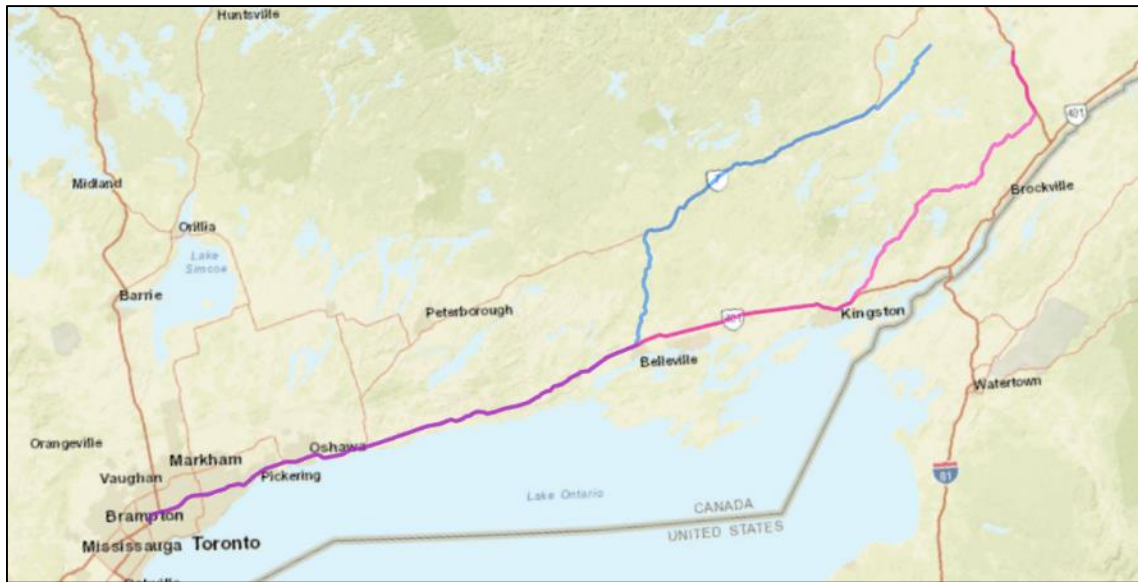 Huntsville
401
Midland
Brockville
Orillia
Lake
Simcoe
Barrie
Peterborough
401
Kingston
Belleville
Watertown
Orangeville
Oshawa
Markham
Vaughan
Pickering
81
Lake Ontario
CANADA
Brampton
UNITED STATES
Mississauga
Toronto